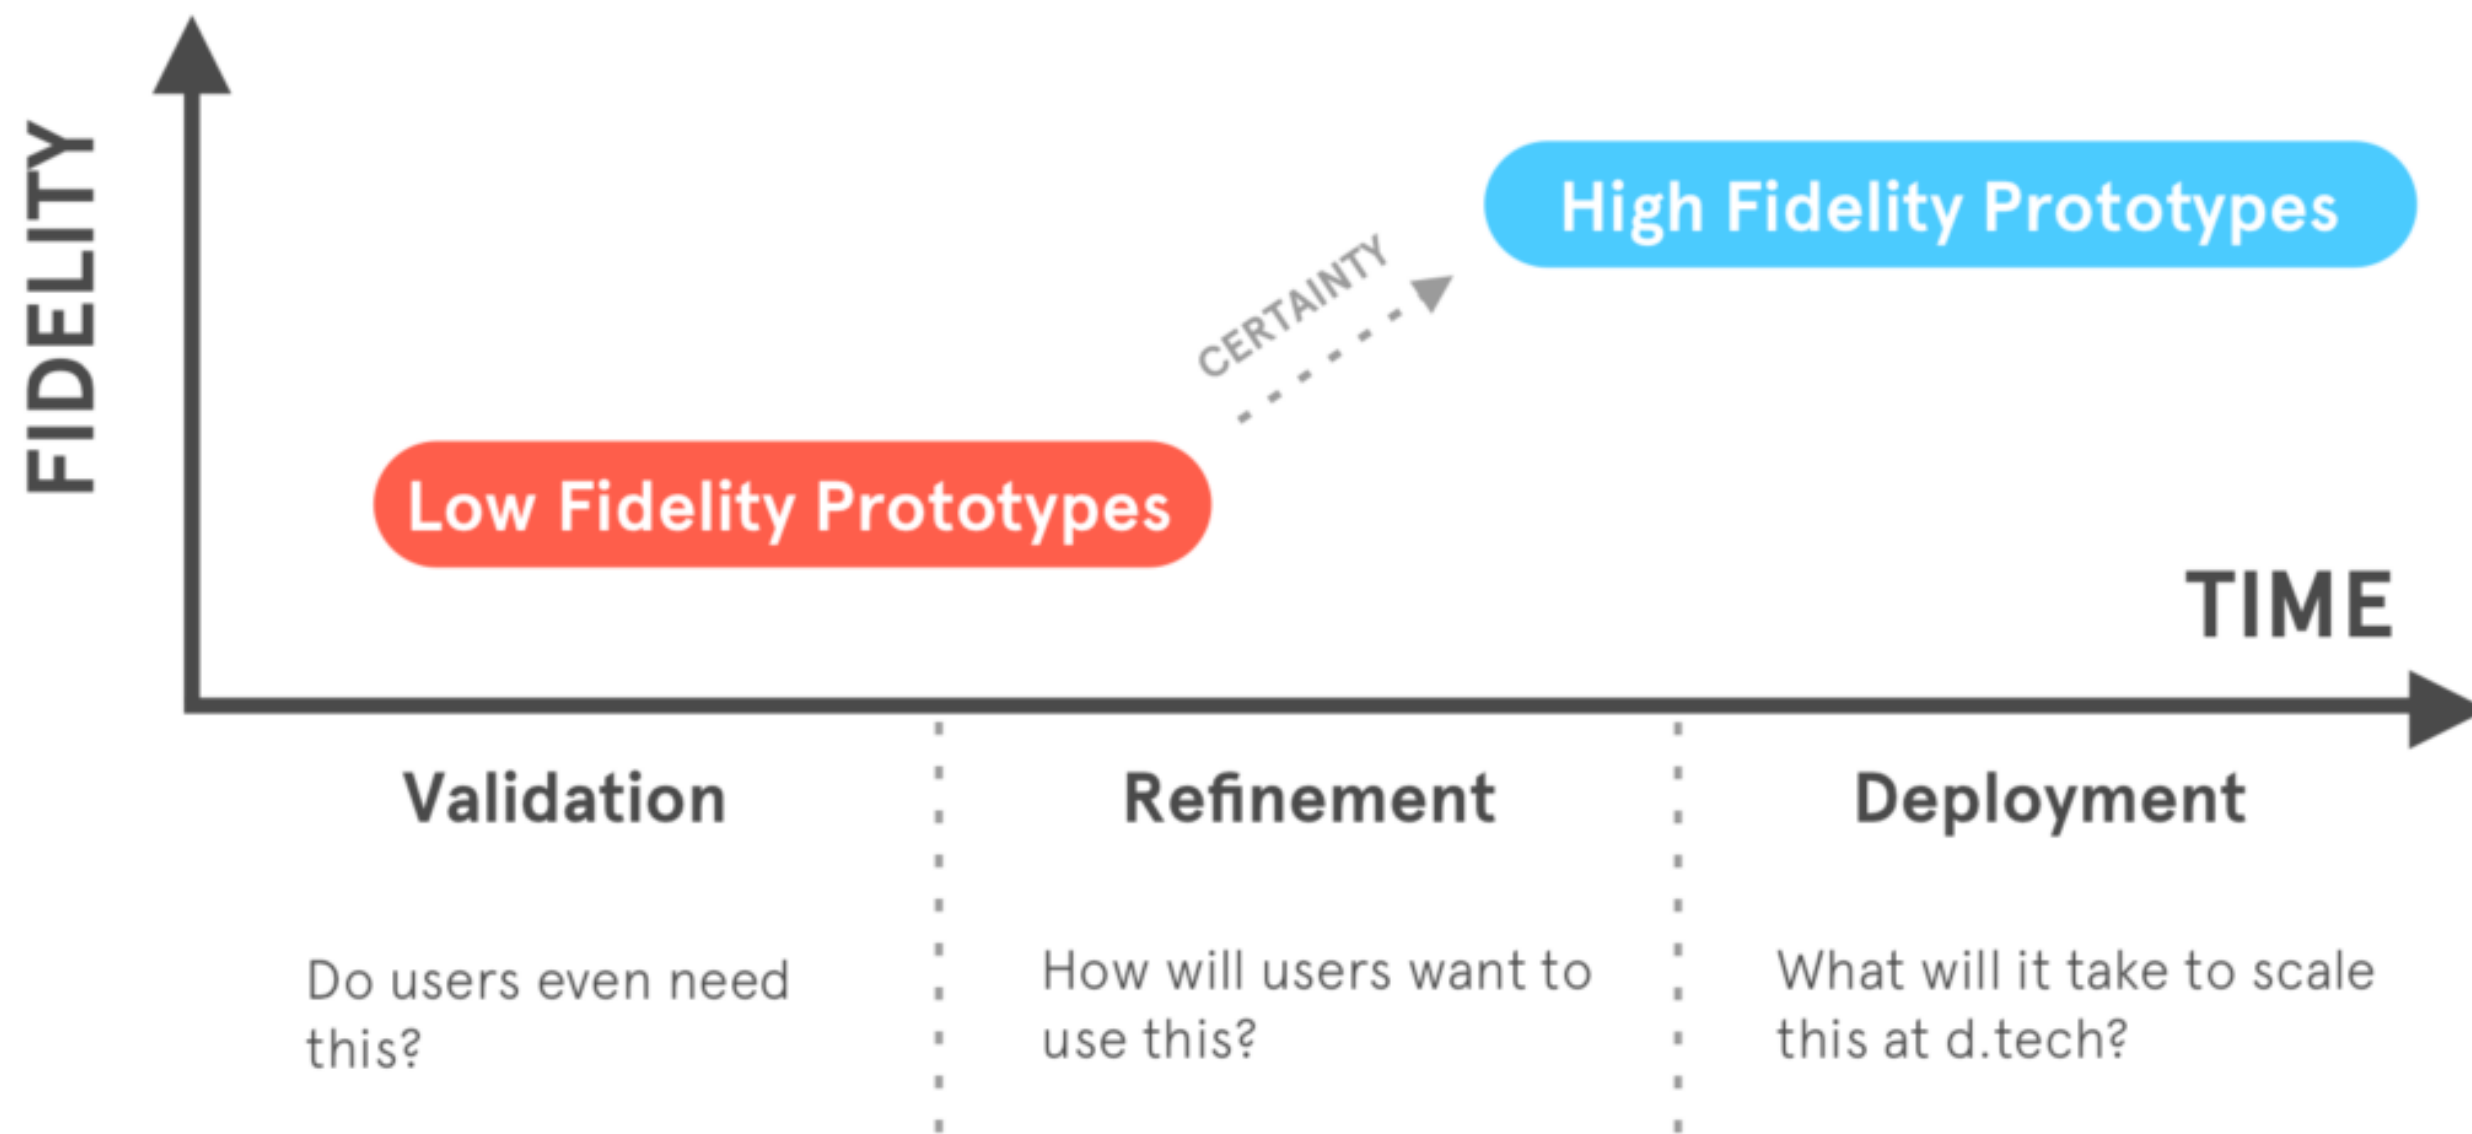 FIDELITY
High Fidelity Prototypes
CERTAINTY
Low Fidelity Prototypes
TIME
Validation
Do users even need
this?
Refinement
How will users want to
use this?
Deployment
What will it take to scale
this at d.tech?